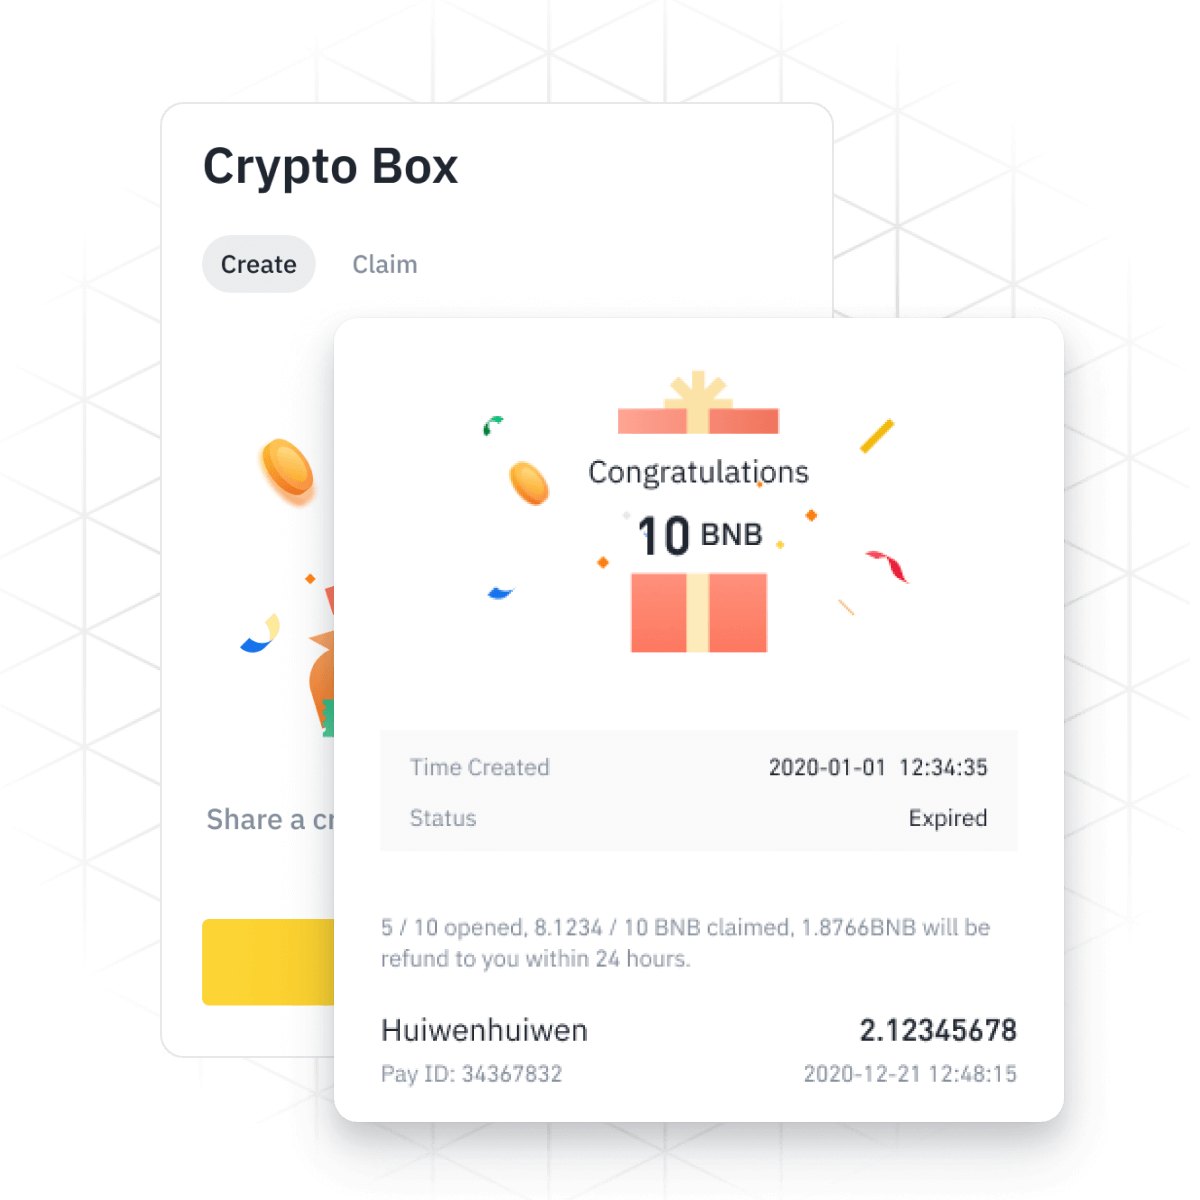 Crypto Box
Create
Claim
Congratulations
10 BNB
Time Created 2020-01-01 12:34:35
Status Expired
Share a cr
5 / 10 opened, 8.1234 / 10 BNB claimed, 1.8766BNB will be
refund to you within 24 hours.
Huiwenhuiwen 2.12345678
Pay ID: 34367832 2020-12-21 12:48:15